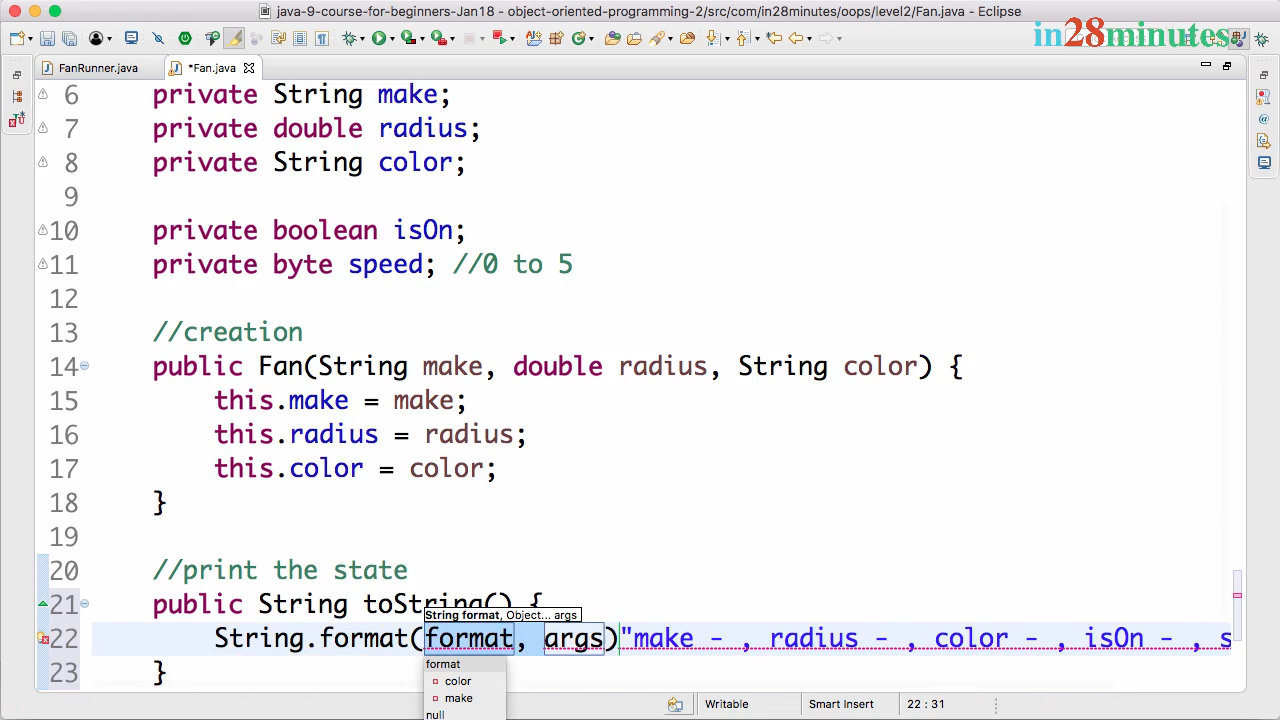 java-9-course-for-beginners-Jan18 - object-oriented-programming-2/src/com/in28minutes/oops/level2/Fan.java - Eclipse
in28minutes
FanRunner.java
*Fan.java
6 private String make;
7 private double radius;
8 private String color;
9
10 private boolean isOn;
11 private byte speed; //0 to 5
12
13 //creation
14 public Fan(String make, double radius, String color) {
15 this.make = make;
16 this.radius = radius;
17 this.color = color;
18 }
19
20 //print the state
21 public String toString() {
String format, Object... args
22 String.format(format, args)"make - , radius - , color - , isOn - , s
23 }
format
color
make
null
Writable
Smart Insert
22 : 31